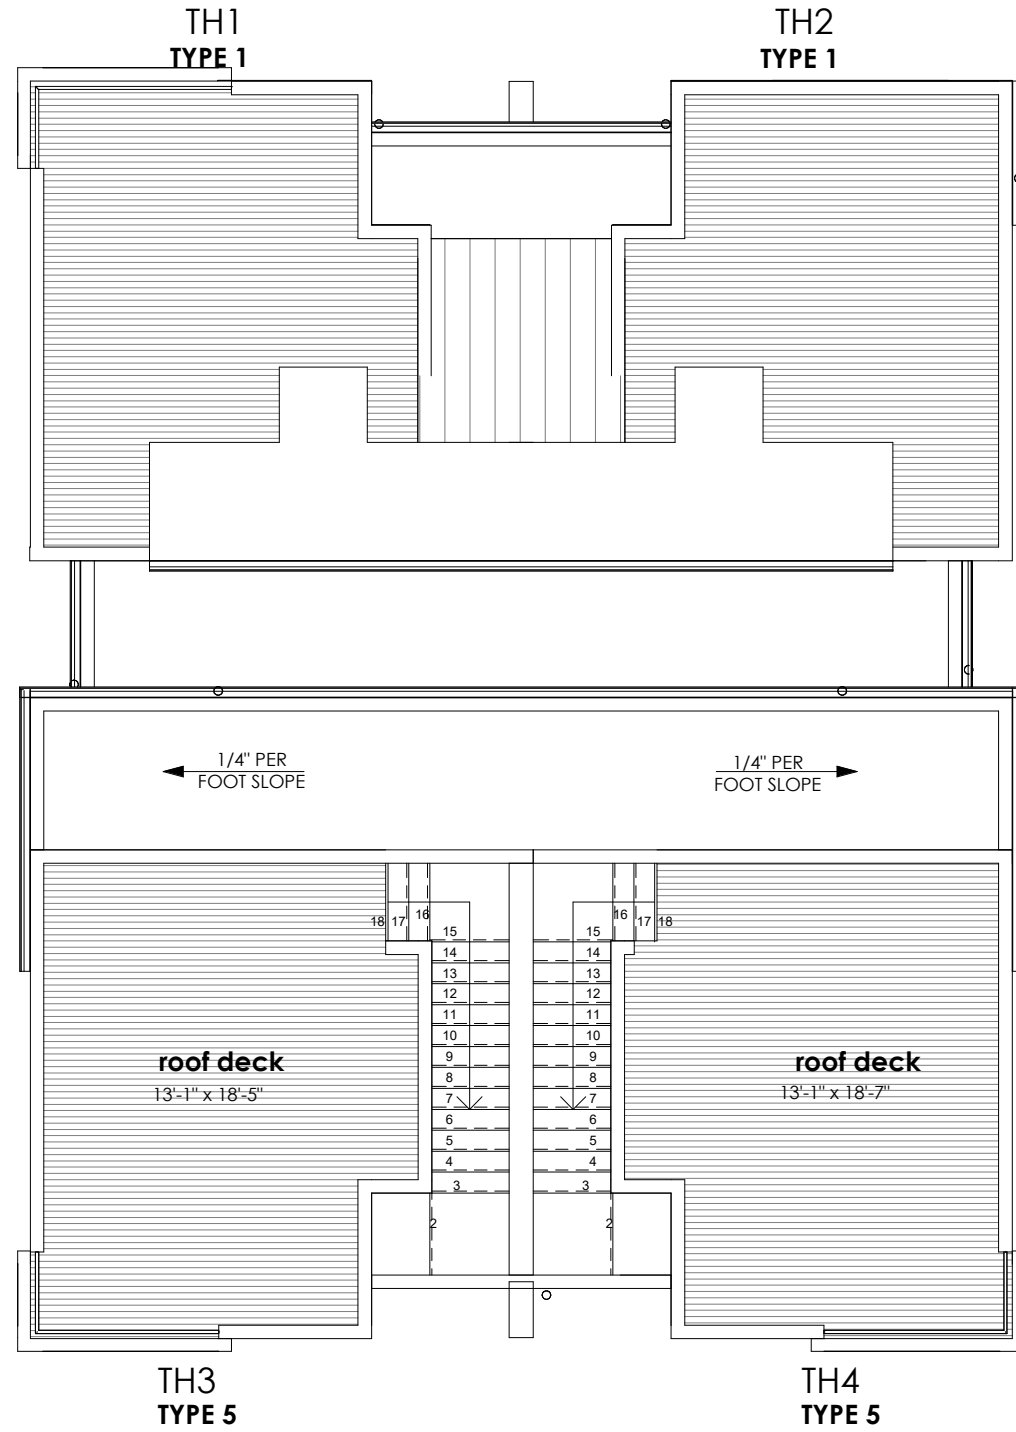 TH1
TYPE 1
TH2
TYPE 1
1/4" PER
FOOT SLOPE
1/4" PER
FOOT SLOPE
18 17 16
15
14
13
12
11
10
9
8
7
6
5
4
3
2
16 17 18
15
14
13
12
11
10
9
8
7
6
5
4
3
2
roof deck
13'-1" x 18'-5"
roof deck
13'-1" x 18'-7"
TH3
TYPE 5
TH4
TYPE 5